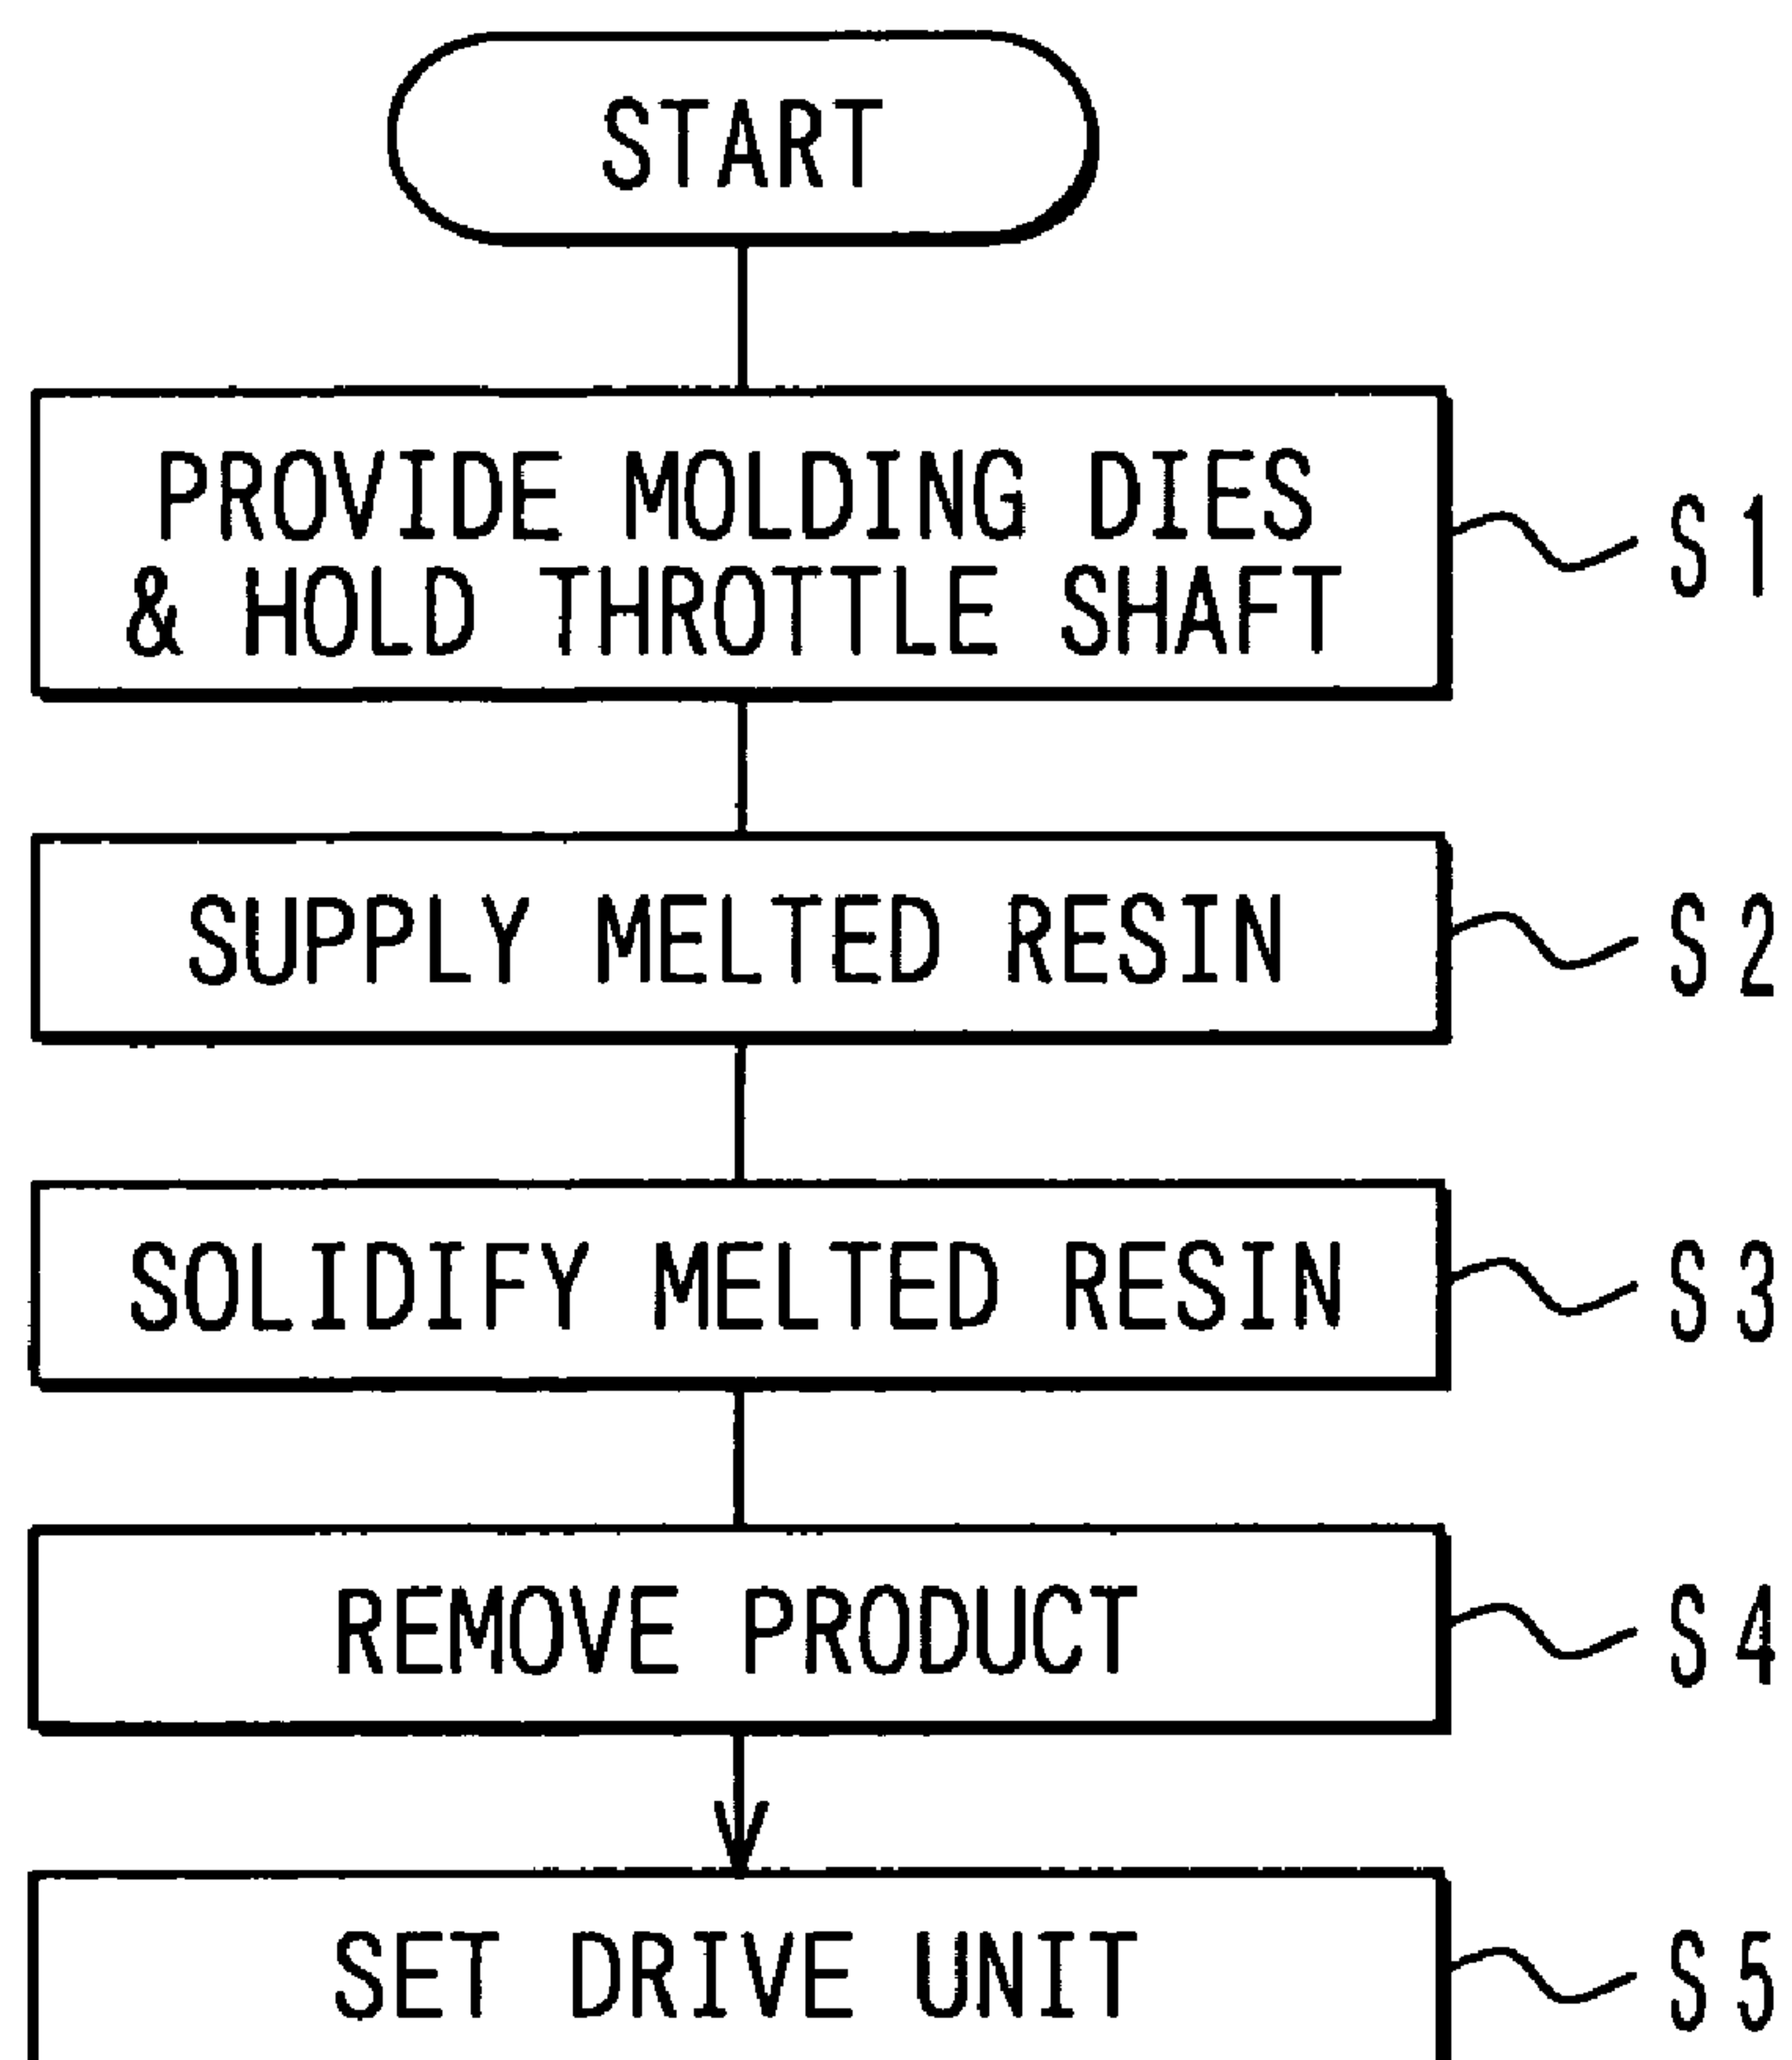 START
PROVIDE MOLDING DIES
& HOLD THROTTLE SHAFT
S1
SUPPLY MELTED RESIN
S2
SOLIDIFY MELTED RESIN
S3
REMOVE PRODUCT
S4
SET DRIVE UNIT
S5